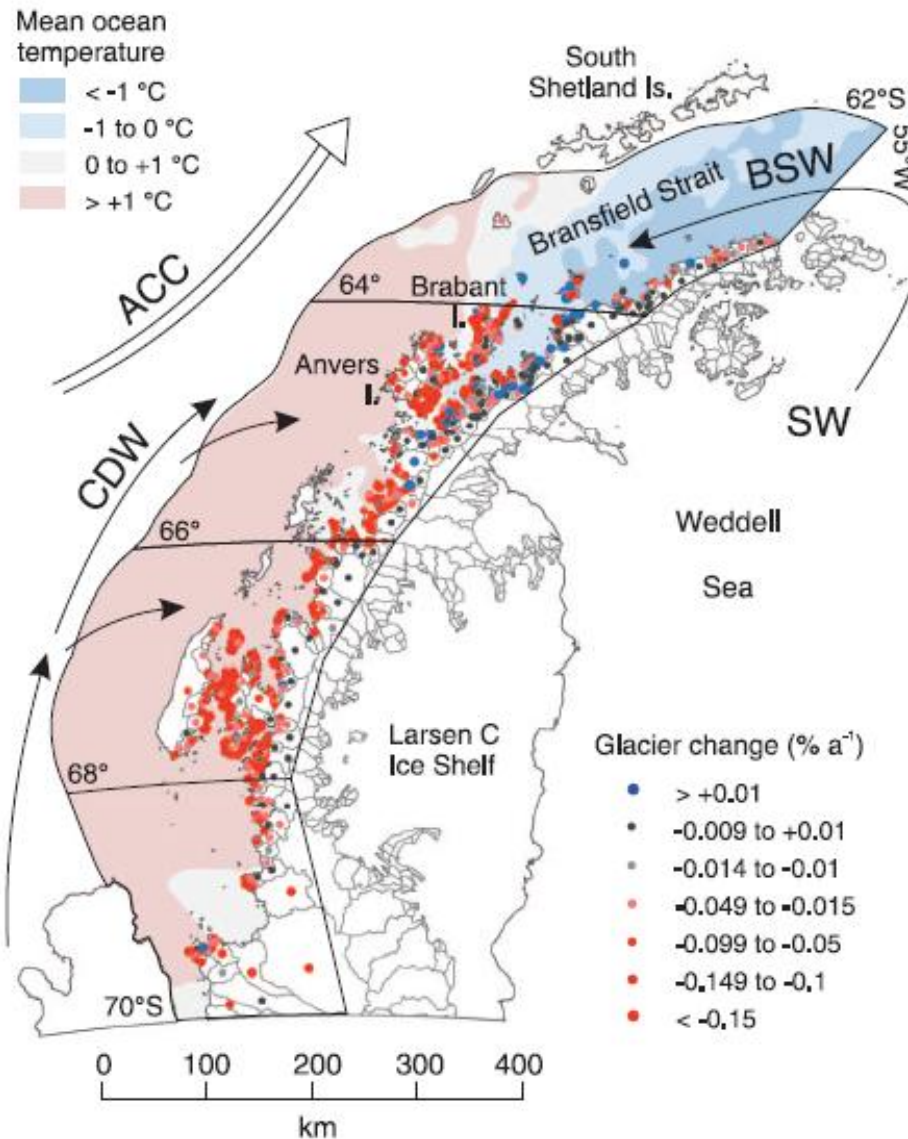 Mean ocean
temperature
< -1 °C
-1 to 0 °C
0 to +1 °C
> +1 °C
South
Shetland Is.
62°S
55°W
BSW
Bransfield Strait
ACC
64°
Brabant
I.
Anvers
I.
CDW
SW
66°
Weddell
Sea
68°
Larsen C
Ice Shelf
Glacier change (% a⁻¹)
> +0.01
-0.009 to +0.01
-0.014 to -0.01
-0.049 to -0.015
-0.099 to -0.05
-0.149 to -0.1
< -0.15
70°S
0 100 200 300 400
km